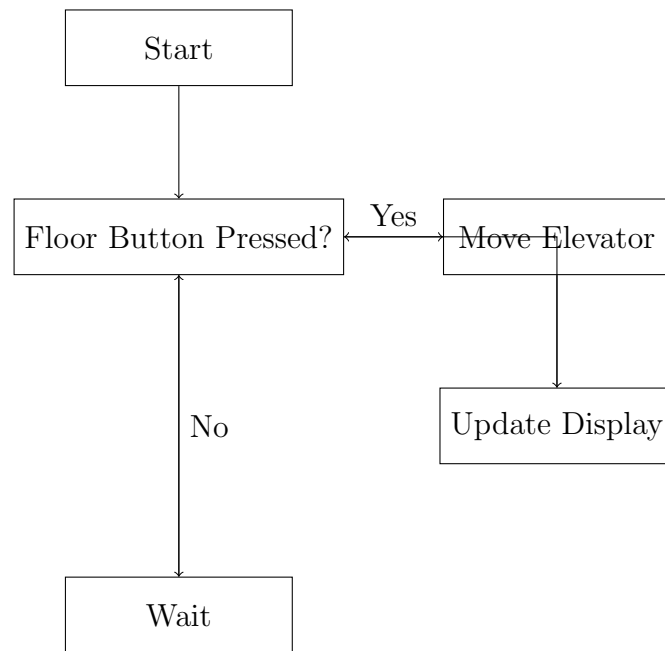 Start
Floor Button Pressed?
Yes
Move Elevator
No
Update Display
Wait